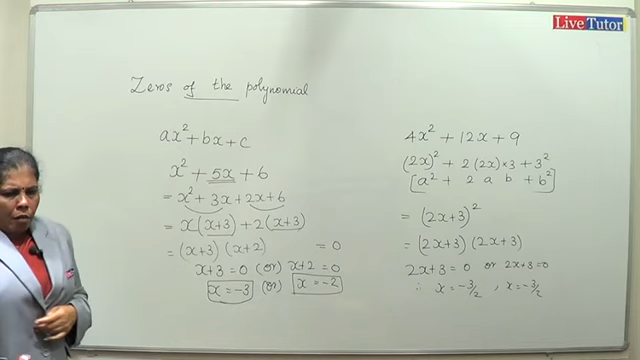 Live Tutor
Zeros of the polynomial
ax² + bx + c
x² + 5x + 6
= x² + 3x + 2x + 6
= x(x+3) + 2(x+3)
= (x+3) (x+2) = 0
x+3 = 0 (or) x+2 = 0
x = -3 (or) x = -2
4x² + 12x + 9
(2x)² + 2(2x)×3 + 3²
[a² + 2 a b + b²]
= (2x+3)²
= (2x+3) (2x+3)
2x+3 = 0 or 2x+3=0
∴ x = -3/2 , x = -3/2